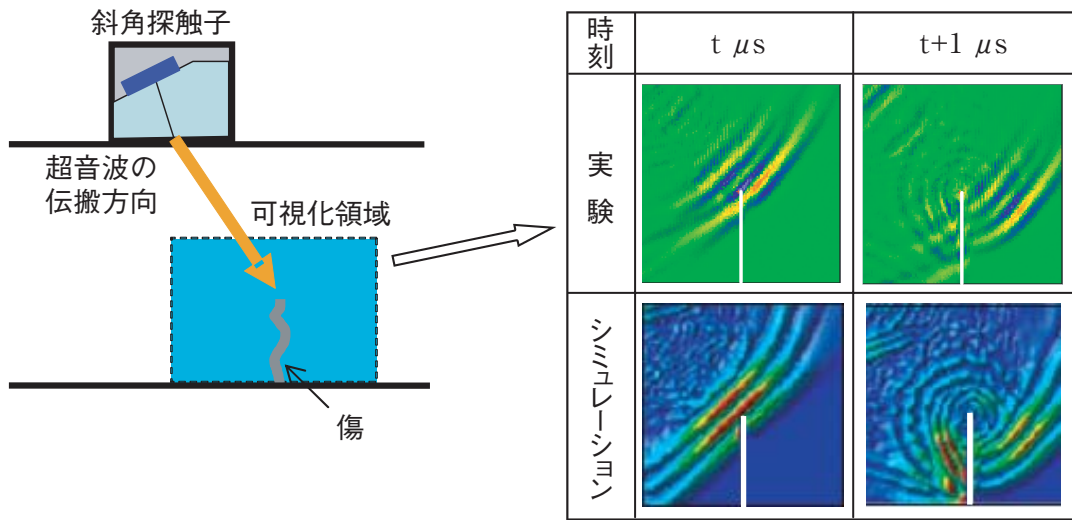 斜角探触子
超音波の
伝搬方向
可視化領域
傷
時刻
t μs
t+1 μs
実験
シミュレーション